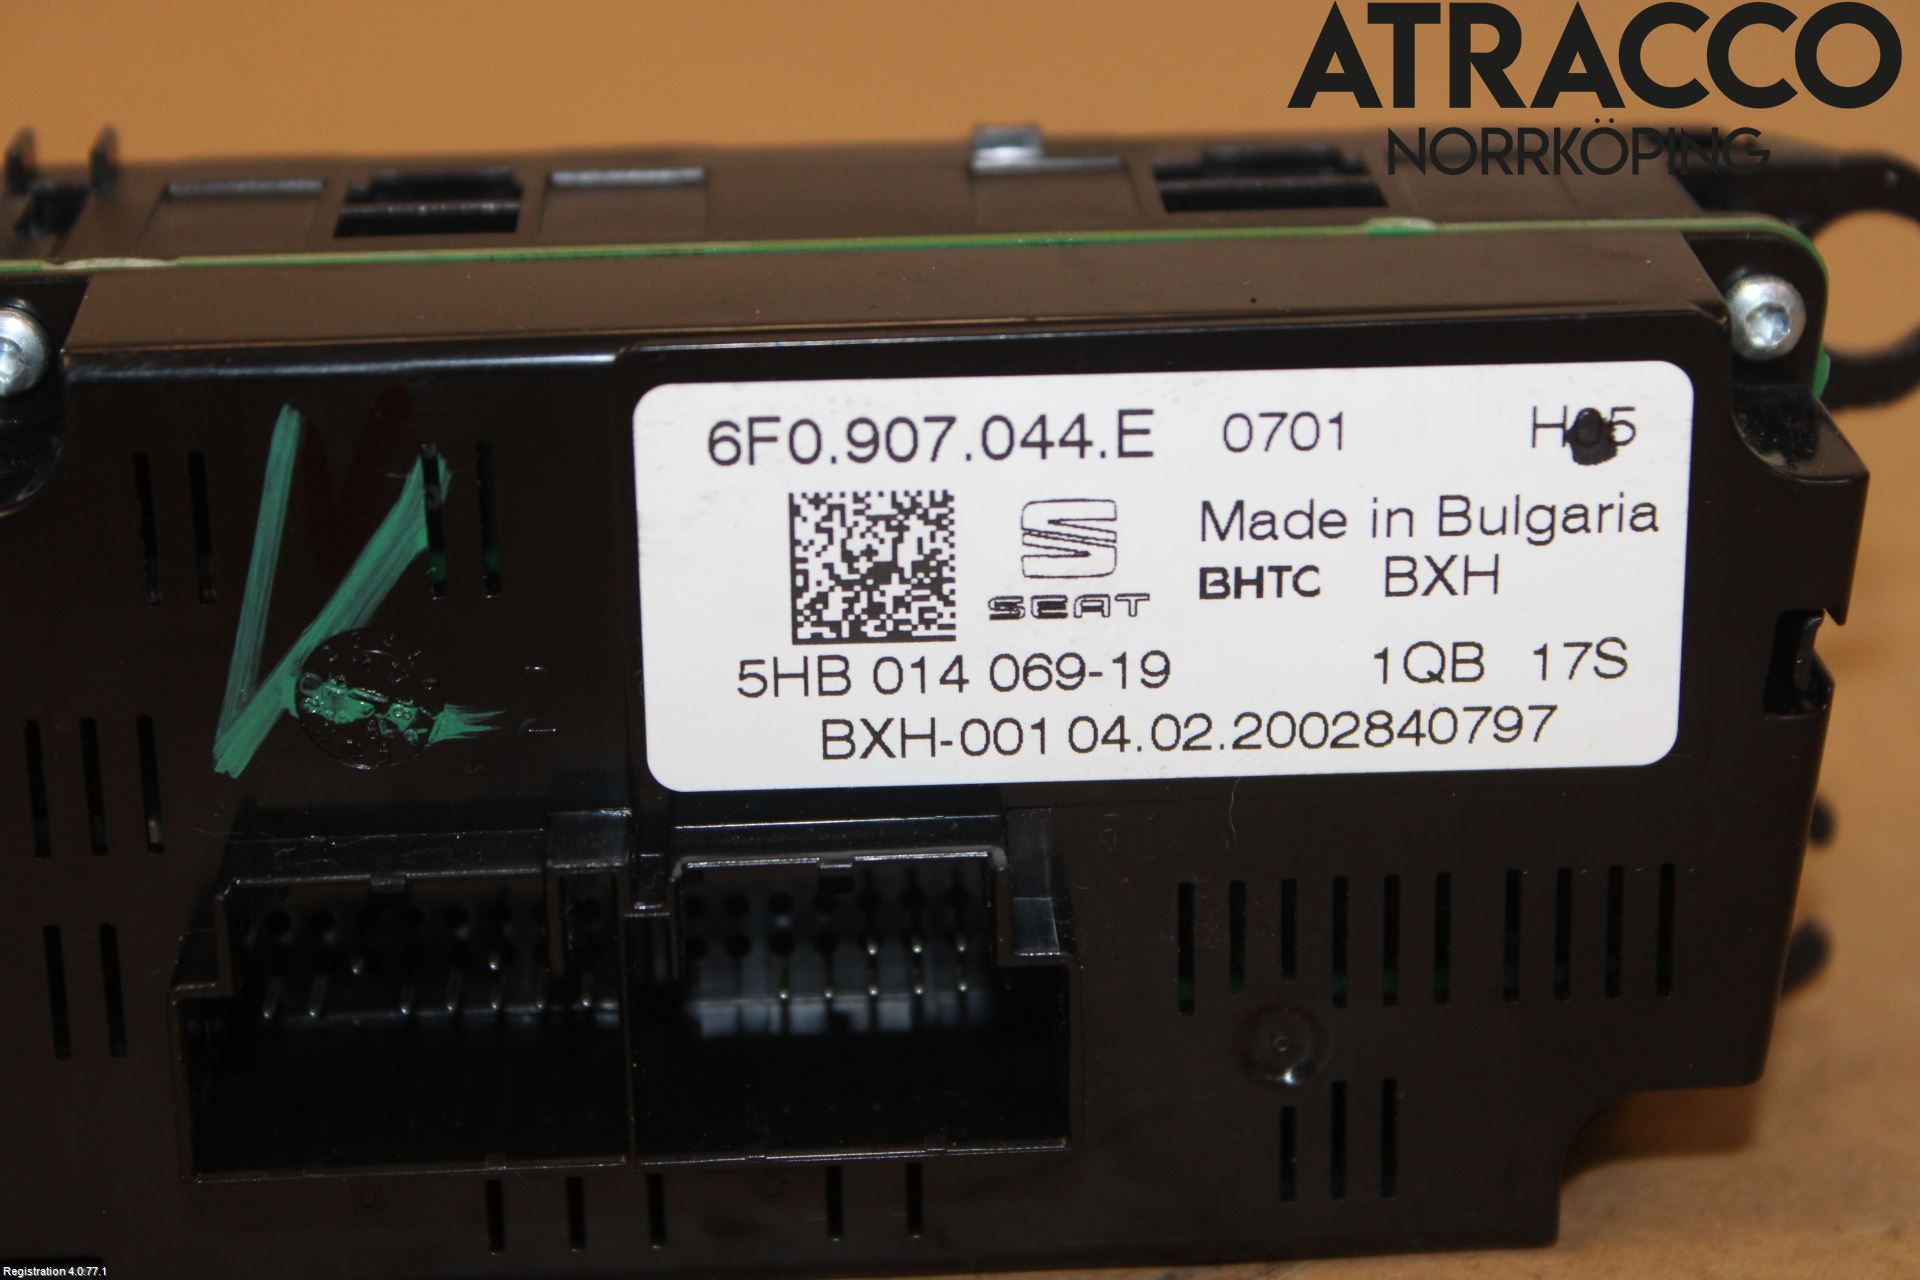 ATRACCO
NORRKÖPING
6F0.907.044.E 0701
Made in Bulgaria
SEAT BHTC BXH
5HB 014 069-19 1QB 17S
BXH-001 04.02.2002840797
Registration 4.0.77.1